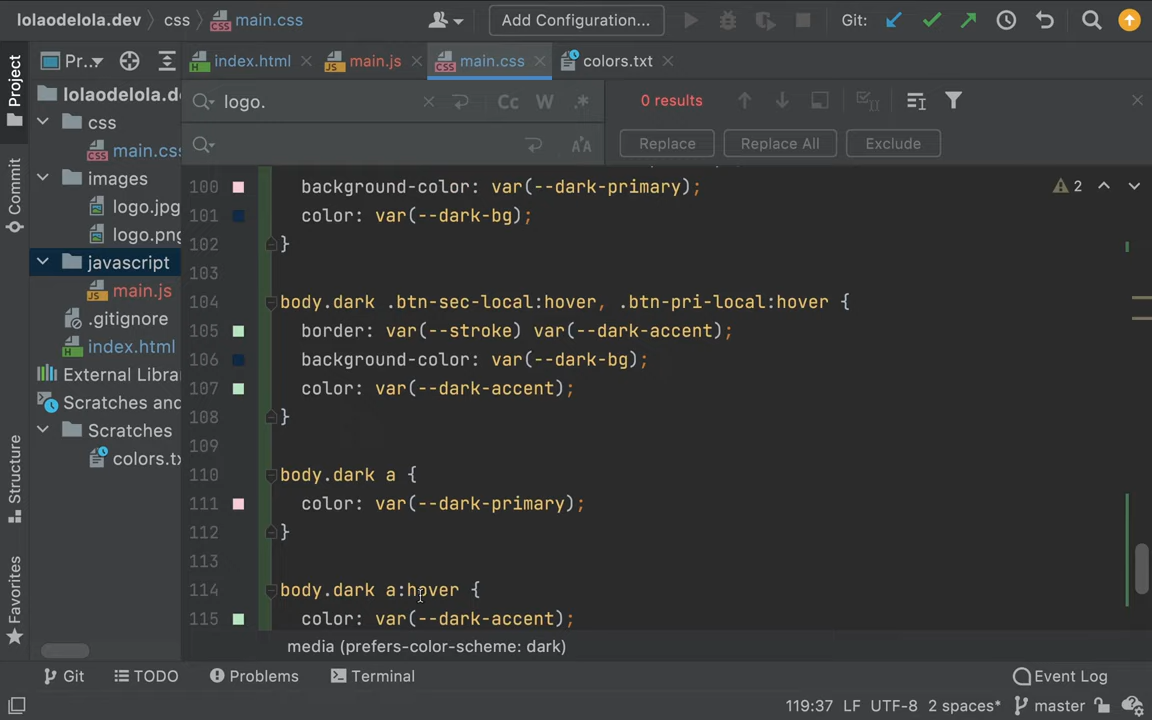 lolaodelola.dev
css
main.css
Add Configuration...
Git:
Project
Pr...
index.html
main.js
main.css
colors.txt
lolaodelola.d
css
main.css
images
logo.jpg
logo.png
javascript
main.js
.gitignore
index.html
External Libra
Scratches and
Scratches
colors.tx
Commit
Structure
Favorites
logo.
Cc
W
.*
0 results
Replace
Replace All
Exclude
2
100 background-color: var(--dark-primary);
101 color: var(--dark-bg);
102 }
103
104 body.dark .btn-sec-local:hover, .btn-pri-local:hover {
105 border: var(--stroke) var(--dark-accent);
106 background-color: var(--dark-bg);
107 color: var(--dark-accent);
108 }
109
110 body.dark a {
111 color: var(--dark-primary);
112 }
113
114 body.dark a:hover {
115 color: var(--dark-accent);
media (prefers-color-scheme: dark)
Git
TODO
Problems
Terminal
Event Log
119:37 LF UTF-8 2 spaces* master